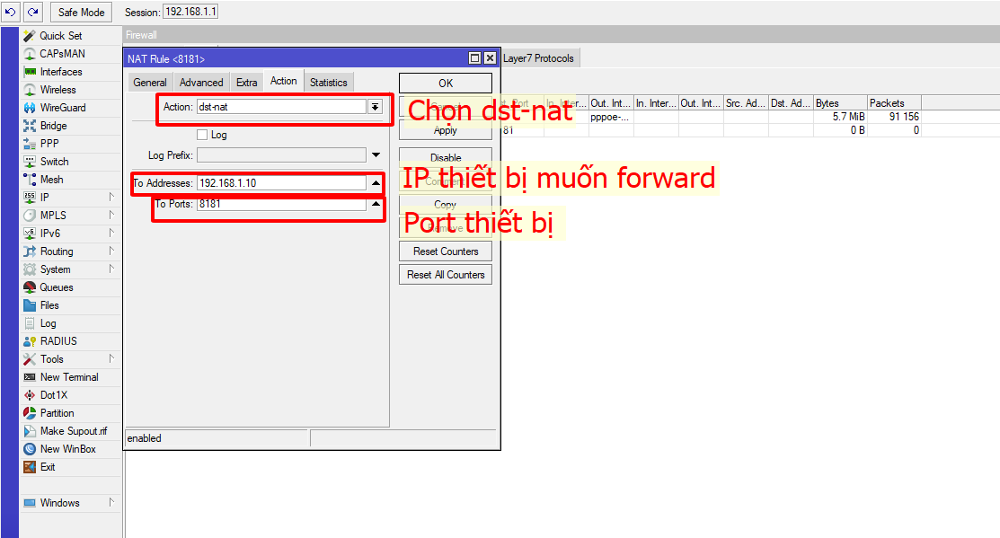 Safe Mode Session: 192.168.1.1
Quick Set
CAPsMAN
Interfaces
Wireless
WireGuard
Bridge
PPP
Switch
Mesh
IP
MPLS
IPv6
Routing
System
Queues
Files
Log
RADIUS
Tools
New Terminal
Dot1X
Partition
Make Supout.rif
New WinBox
Exit
Windows
Firewall
NAT Rule <8181>
General Advanced Extra Action Statistics
Action: dst-nat
Log
Log Prefix:
To Addresses: 192.168.1.10
To Ports: 8181
enabled
OK
Chọn dst-nat
Apply
Disable
IP thiết bị muốn forward
Comment
Copy
Port thiết bị
Remove
Reset Counters
Reset All Counters
Layer7 Protocols
Port In. Inter... Out. Int... In. Inter... Out. Int... Src. Ad... Dst. Ad... Bytes Packets
pppoe-... 5.7 MiB 91 156
81 0 B 0